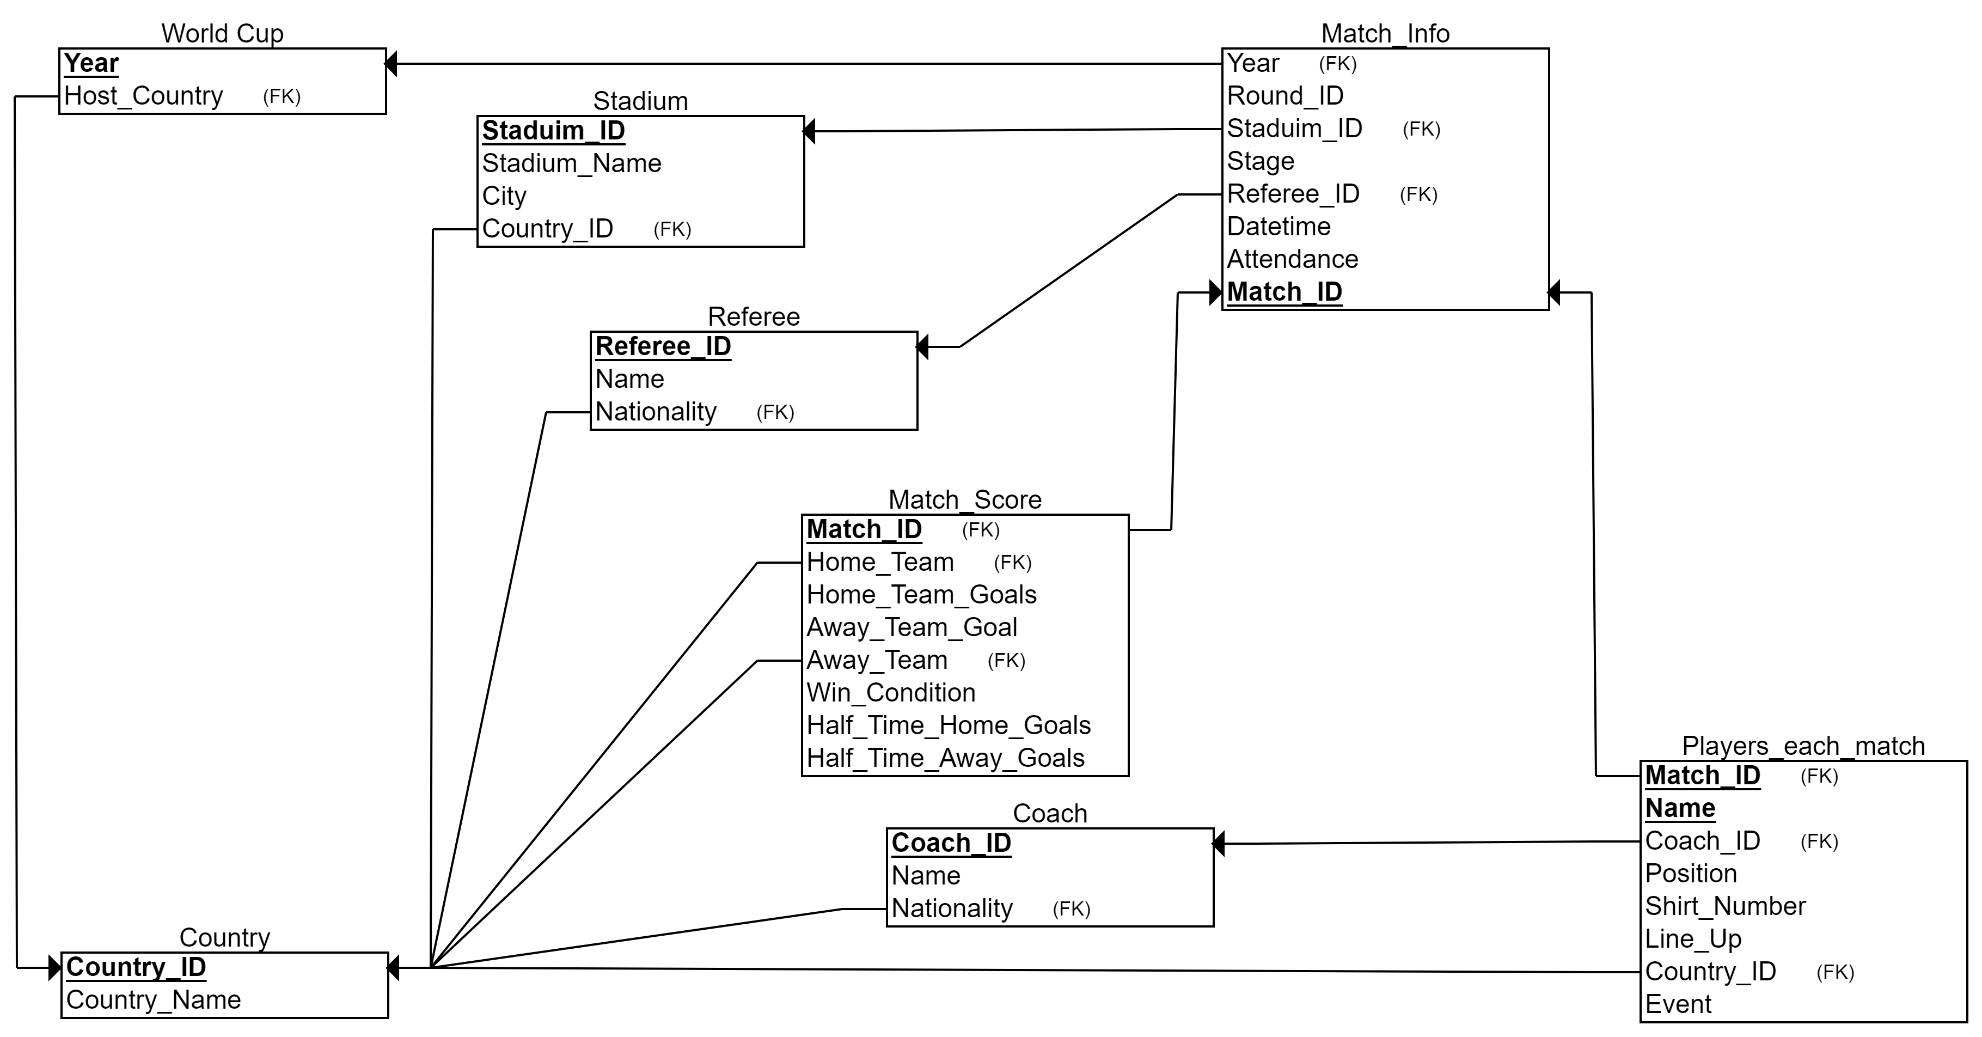 World Cup
Year
Host_Country (FK)
Match_Info
Year (FK)
Round_ID
Staduim_ID (FK)
Stage
Referee_ID (FK)
Datetime
Attendance
Match_ID
Stadium
Staduim_ID
Stadium_Name
City
Country_ID (FK)
Referee
Referee_ID
Name
Nationality (FK)
Match_Score
Match_ID (FK)
Home_Team (FK)
Home_Team_Goals
Away_Team_Goal
Away_Team (FK)
Win_Condition
Half_Time_Home_Goals
Half_Time_Away_Goals
Players_each_match
Match_ID (FK)
Name
Coach_ID (FK)
Position
Shirt_Number
Line_Up
Country_ID (FK)
Event
Coach
Coach_ID
Name
Nationality (FK)
Country
Country_ID
Country_Name